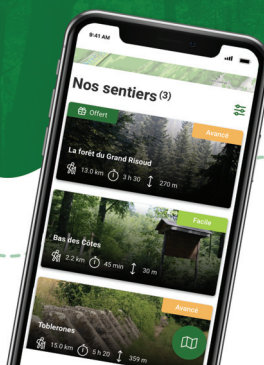 9:41 AM
Nos sentiers (3)
Offert
Avancé
La forêt du Grand Risoud
13.0 km 3 h 30 270 m
Facile
Bas des Côtes
2.2 km 45 min 30 m
Avancé
Toblerones
15.0 km 5 h 20 359 m